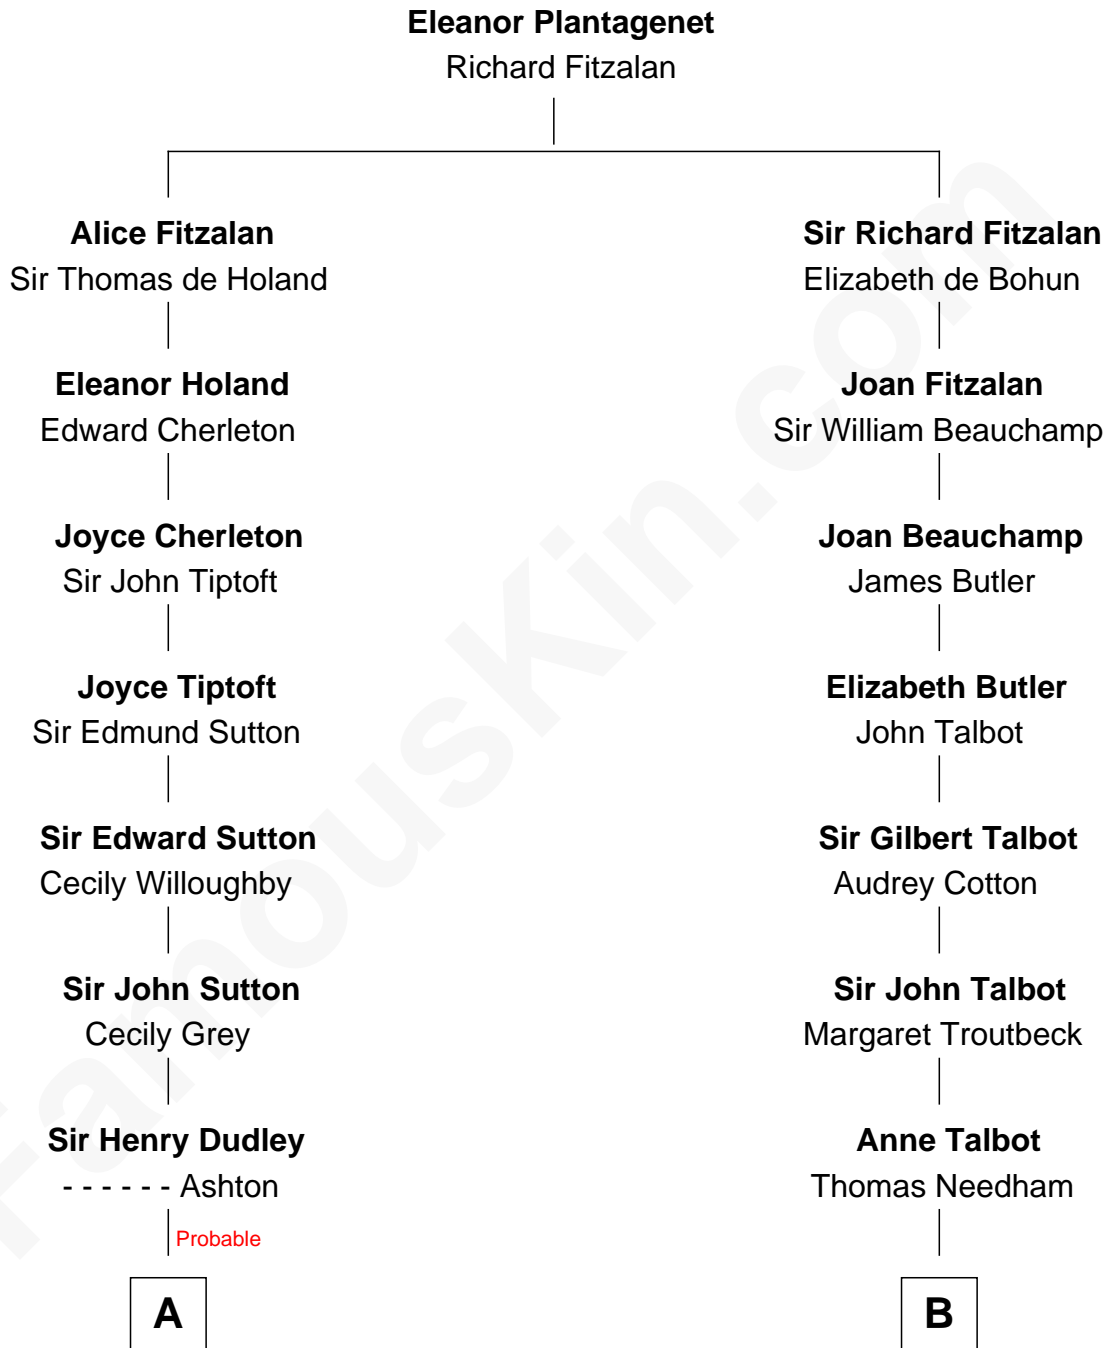 Eleanor Plantagenet
Richard Fitzalan
Alice Fitzalan
Sir Thomas de Holand
Sir Richard Fitzalan
Elizabeth de Bohun
Eleanor Holand
Edward Cherleton
Joan Fitzalan
Sir William Beauchamp
Joyce Cherleton
Sir John Tiptoft
Joan Beauchamp
James Butler
Joyce Tiptoft
Sir Edmund Sutton
Elizabeth Butler
John Talbot
Sir Edward Sutton
Cecily Willoughby
Sir Gilbert Talbot
Audrey Cotton
Sir John Sutton
Cecily Grey
Sir John Talbot
Margaret Troutbeck
Sir Henry Dudley
- - - - - - Ashton
Anne Talbot
Thomas Needham
Probable
A
B
FamousKin.com